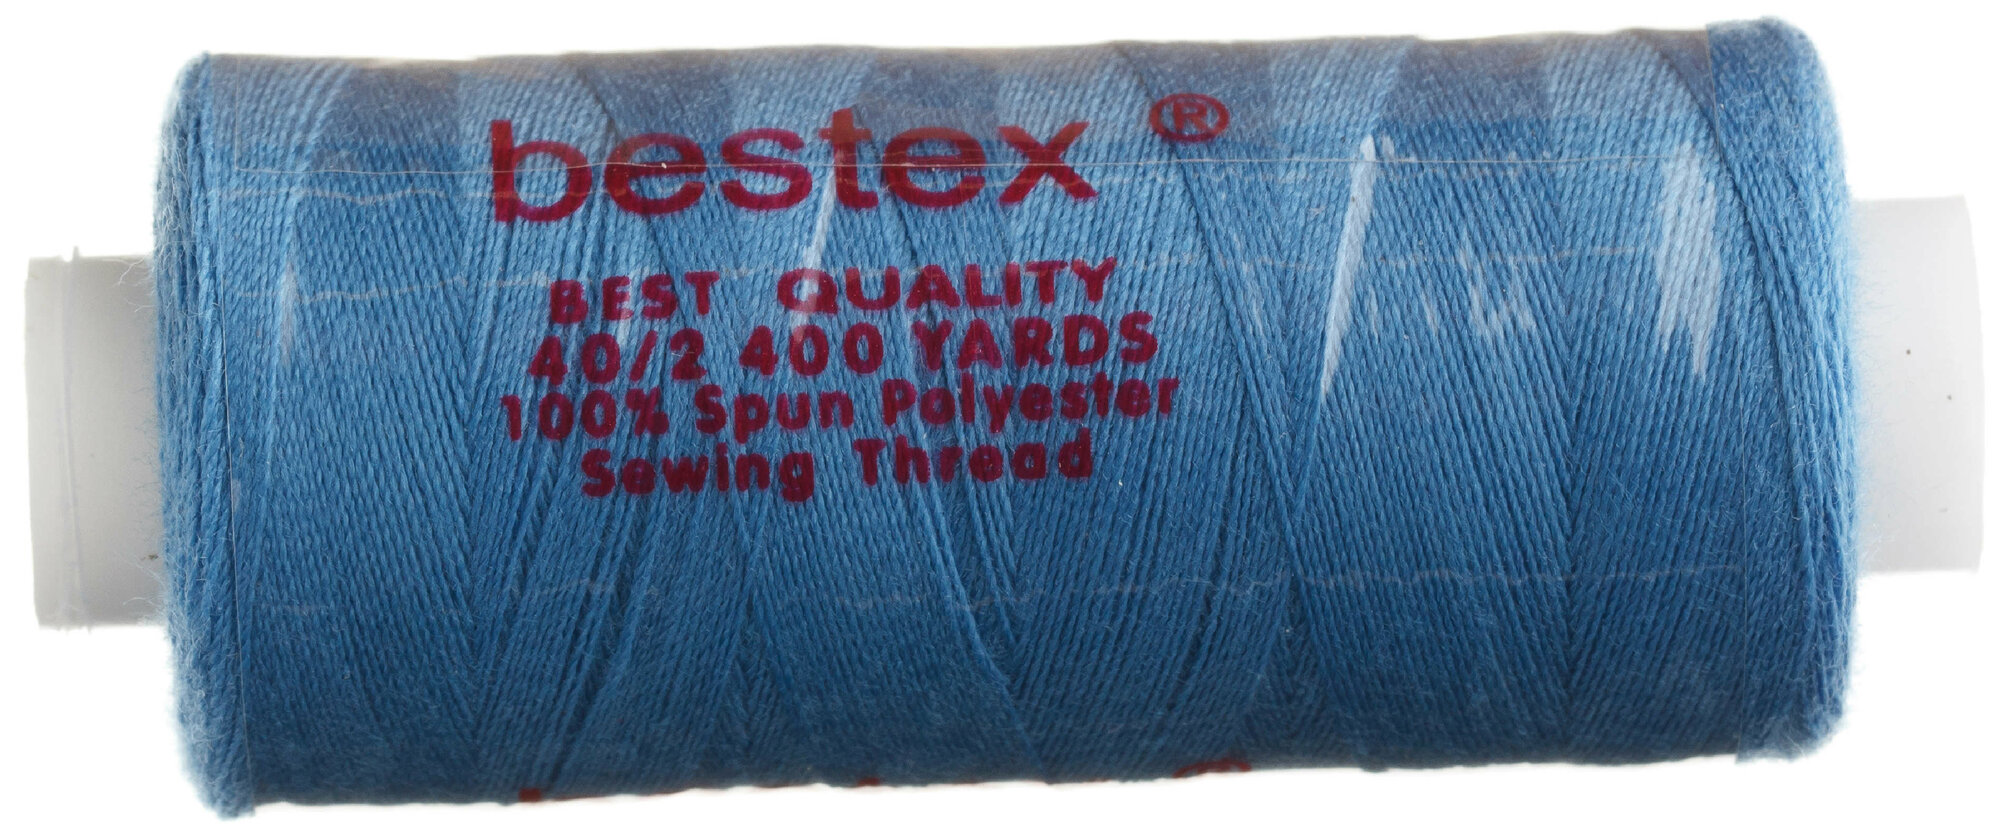 bestex ®
BEST QUALITY
40/2 400 YARDS
100% Spun Polyester
Sewing Thread